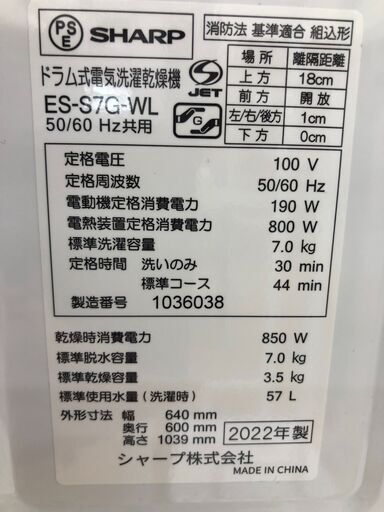 PS E SHARP
消防法 基準適合 組込形
ドラム式電気洗濯乾燥機
ES-S7G-WL
50/60 Hz共用
S JET
G
場所 離隔距離
上方 18cm
前方 開放
左/右/後方 1cm
下方 0cm
定格電圧 100 V
定格周波数 50/60 Hz
電動機定格消費電力 190 W
電熱装置定格消費電力 800 W
標準洗濯容量 7.0 kg
定格時間 洗いのみ 30 min
標準コース 44 min
製造番号 1036038
乾燥時消費電力 850 W
標準脱水容量 7.0 kg
標準乾燥容量 3.5 kg
標準使用水量(洗濯時) 57 L
外形寸法 幅 640 mm
奥行 600 mm
高さ 1039 mm
2022年製
シャープ株式会社
MADE IN CHINA